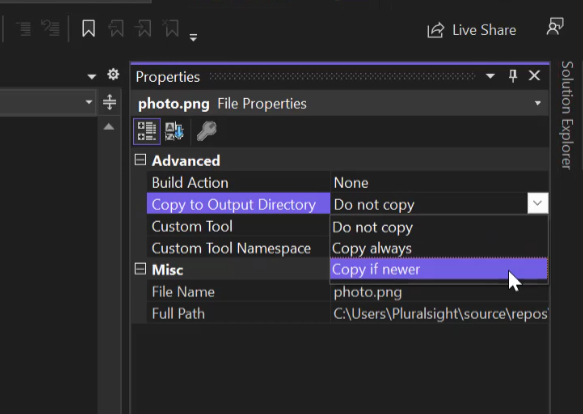 Live Share
Properties
Solution Explorer
photo.png File Properties
Advanced
Build Action None
Copy to Output Directory Do not copy
Custom Tool
Do not copy
Custom Tool Namespace
Copy always
Misc
Copy if newer
File Name photo.png
Full Path C:\Users\Pluralsight\source\repos\